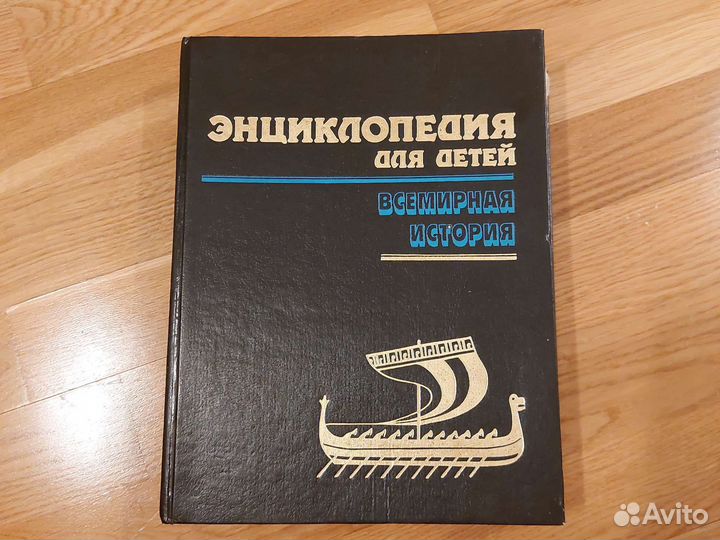 ЭНЦИКЛОПЕДИЯ
ДЛЯ ДЕТЕЙ
ВСЕМИРНАЯ
ИСТОРИЯ
Avito